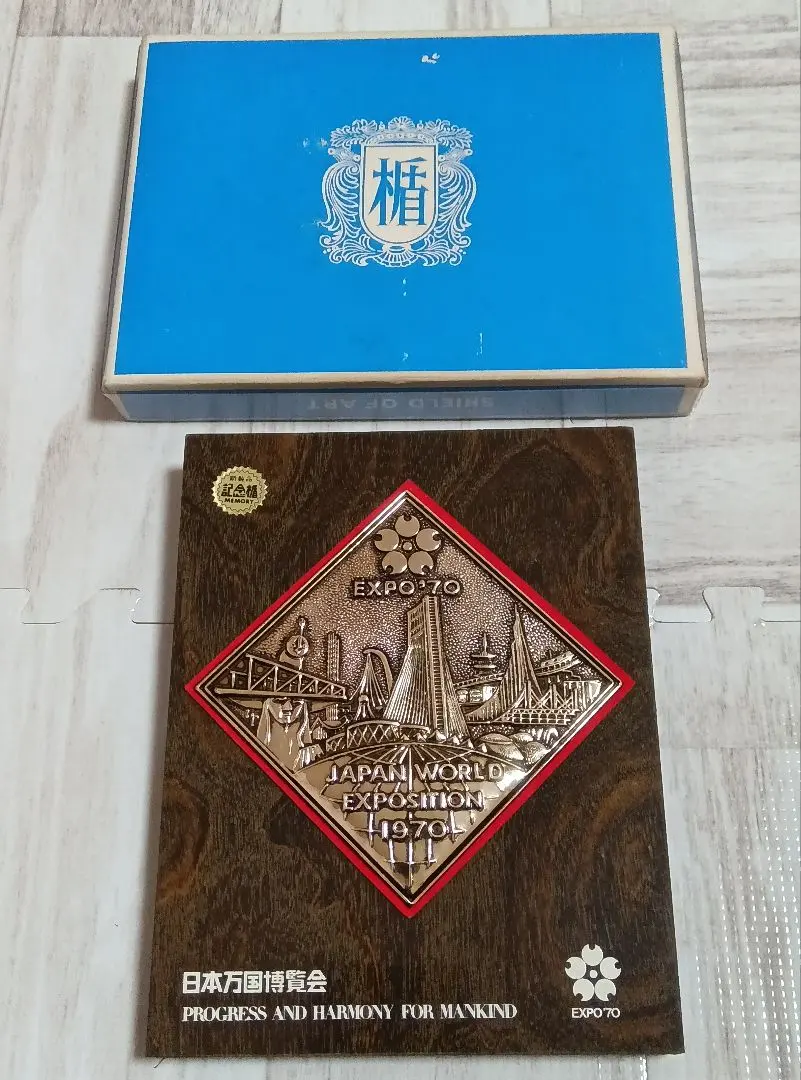 楯
SHIELD OF ART
記念楯
MEMORY
EXPO'70
JAPAN WORLD
EXPOSITION
1970
日本万国博覧会
PROGRESS AND HARMONY FOR MANKIND
EXPO'70